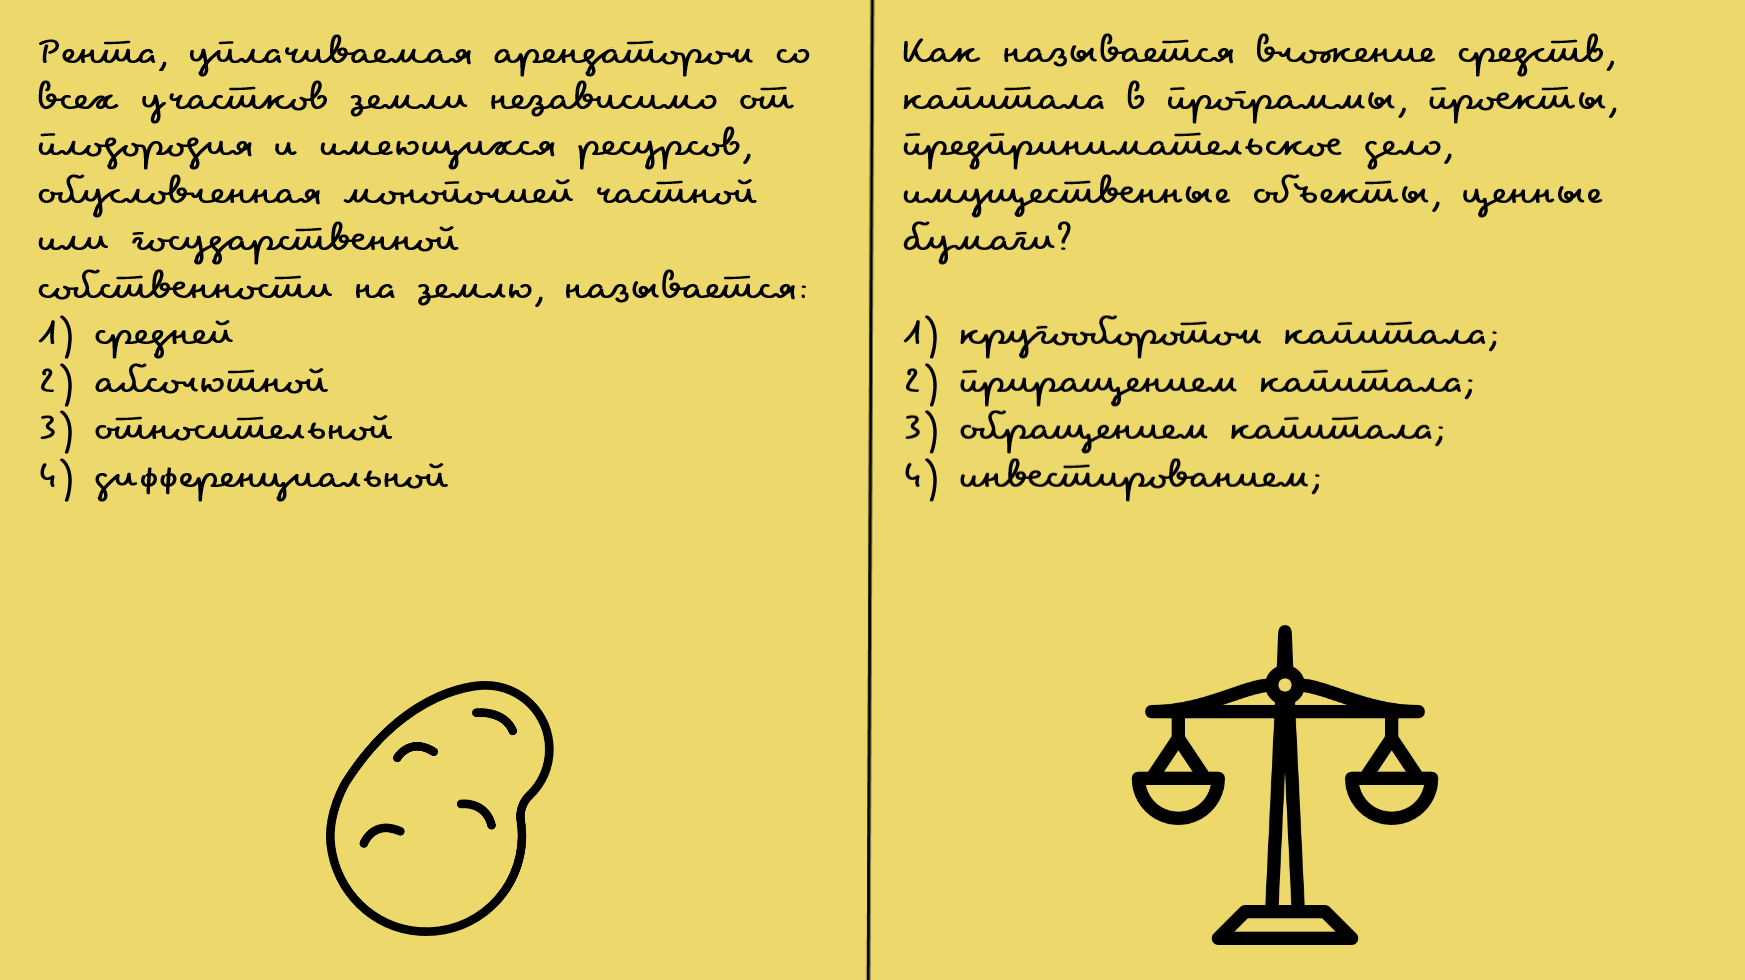 Рента, уплачиваемая арендатором со
всех участков земли независимо от
плодородия и имеющихся ресурсов,
обусловленная монополией частной
или государственной
собственности на землю, называется:
1) средней
2) абсолютной
3) относительной
4) дифференциальной
Как называется вложение средств,
капитала в программы, проекты,
предпринимательское дело,
имущественные объекты, ценные
бумаги?
1) кругооборотом капитала;
2) приращением капитала;
3) обращением капитала;
4) инвестированием;